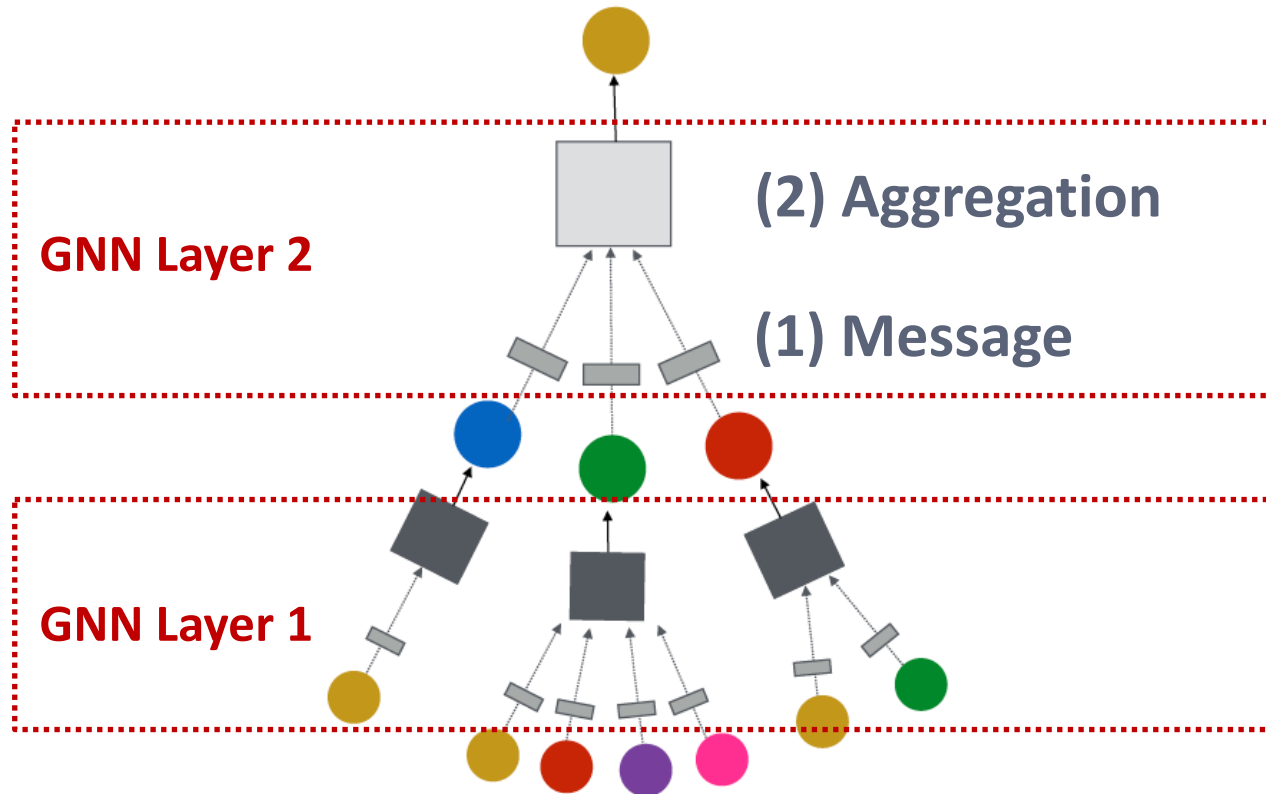 (2) Aggregation
GNN Layer 2
(1) Message
GNN Layer 1